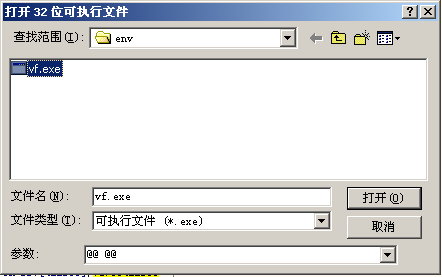 打开 32 位可执行文件
查找范围(I): env
vf.exe
文件名(N): vf.exe 打开(O)
文件类型(T): 可执行文件 (*.exe) 取消
参数: @@ @@